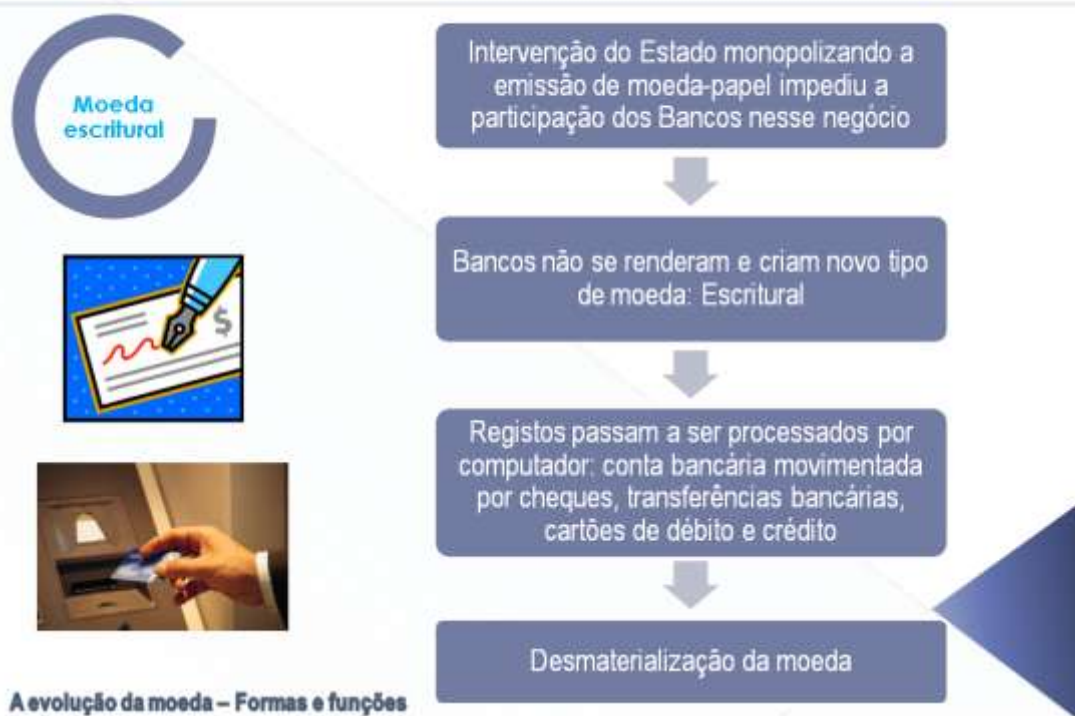 Moeda
escritural
Intervenção do Estado monopolizando a
emissão de moeda-papel impediu a
participação dos Bancos nesse negócio
Bancos não se renderam e criam novo tipo
de moeda: Escritural
$
Registos passam a ser processados por
computador: conta bancária movimentada
por cheques, transferências bancárias,
cartões de débito e crédito
Desmaterialização da moeda
A evolução da moeda – Formas e funções